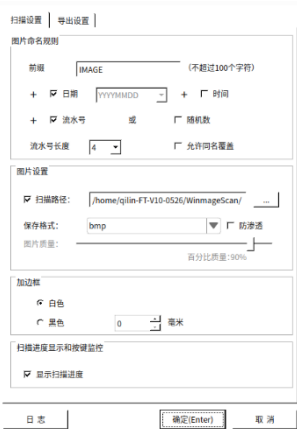 扫描设置 导出设置
图片命名规则
前缀 IMAGE （不超过100个字符）
+ 日期 YYYYMMDD + 时间
+ 流水号 或 随机数
流水号长度 4 允许同名覆盖
图片设置
扫描路径: /home/qilin-FT-V10-0526/WinmageScan/ ...
保存格式: bmp 防渗透
图片质量:
百分比质量:90%
加边框
白色
黑色 0 毫米
扫描进度显示和按键监控
显示扫描进度
日 志 确定(Enter) 取 消